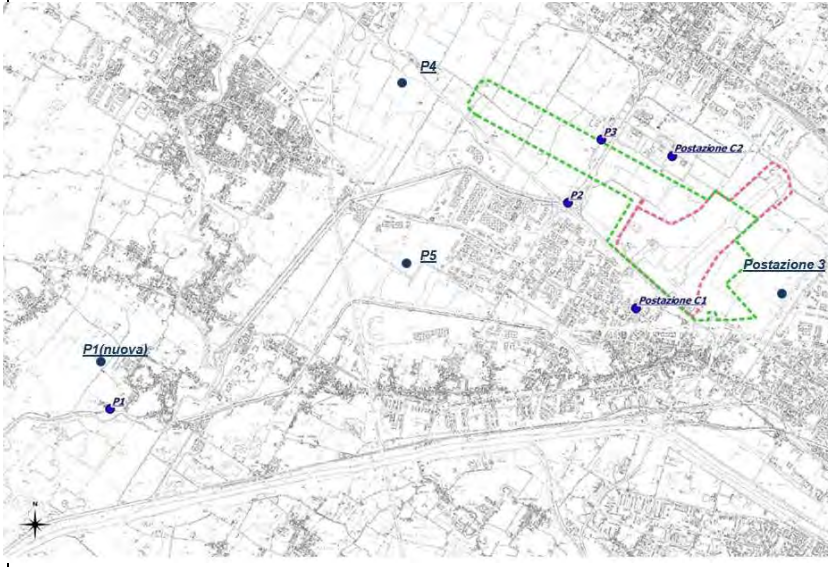 P4
P3
Postazione C2
P2
P5
Postazione 3
Postazione C1
P1(nuova)
P1
N